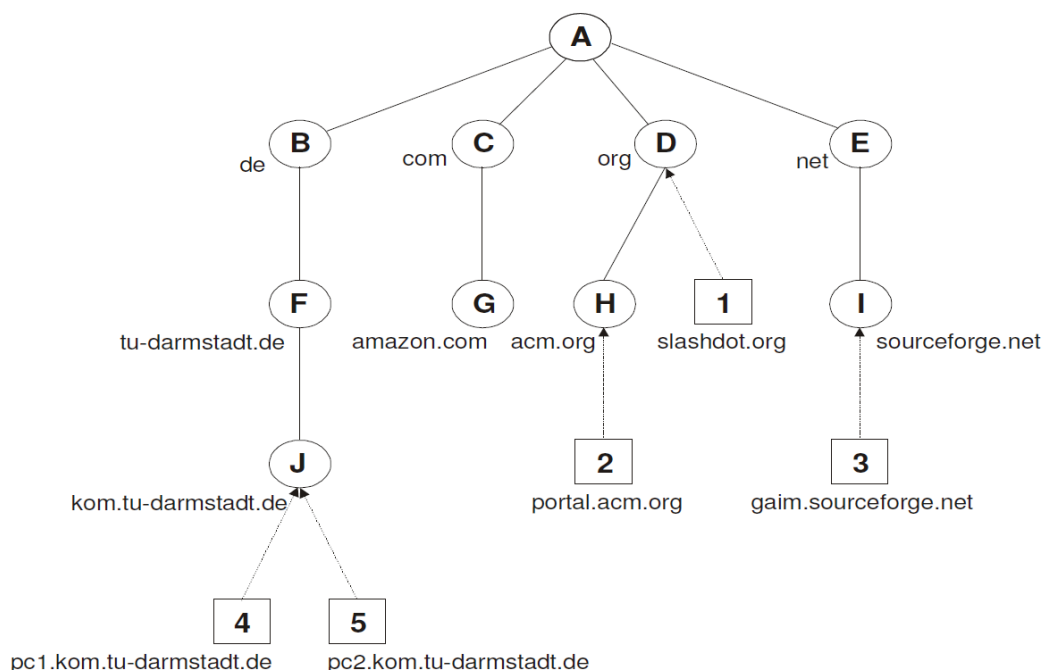 A
B C D E
de com org net
F G H 1 I
tu-darmstadt.de amazon.com acm.org slashdot.org sourceforge.net
J 2 3
kom.tu-darmstadt.de portal.acm.org gaim.sourceforge.net
4 5
pc1.kom.tu-darmstadt.de pc2.kom.tu-darmstadt.de